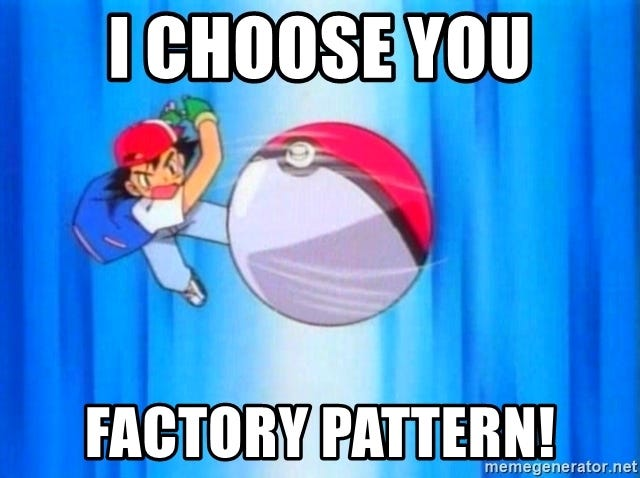 I CHOOSE YOU
FACTORY PATTERN!
memegenerator.net